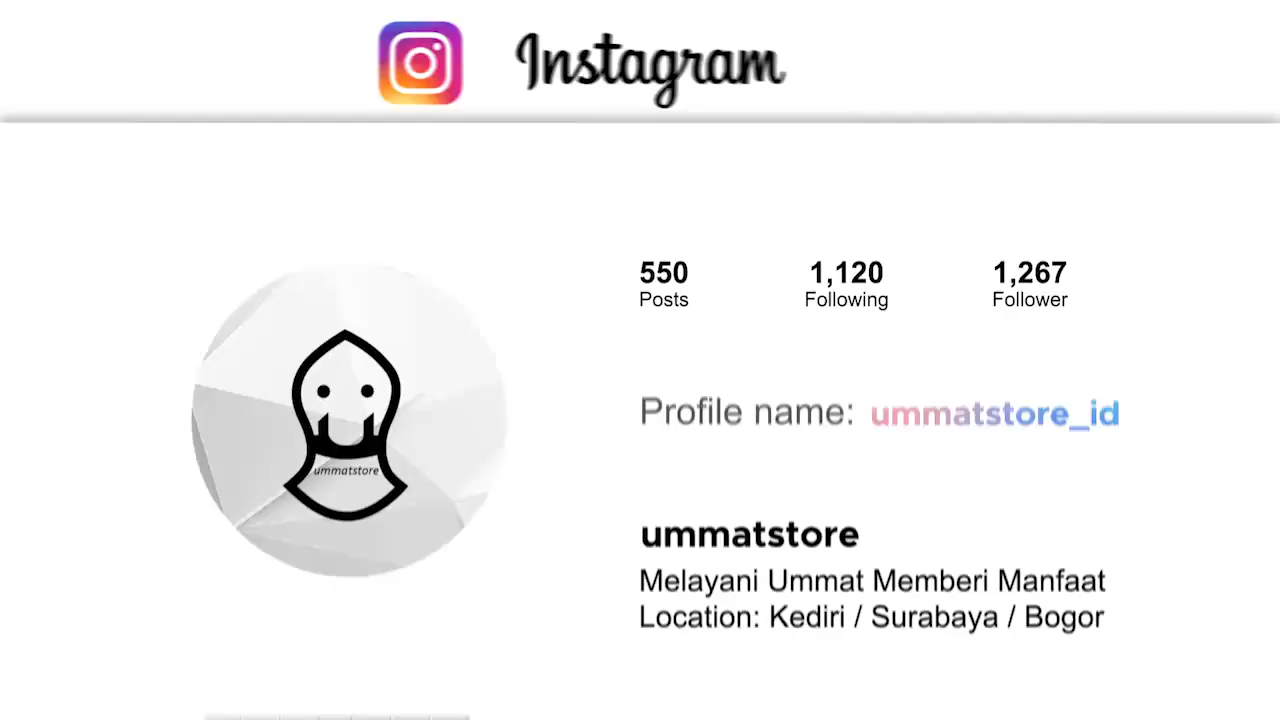 Instagram
550 1,120 1,267
Posts Following Follower
Profile name: ummatstore_id
ummatstore
ummatstore
Melayani Ummat Memberi Manfaat
Location: Kediri / Surabaya / Bogor